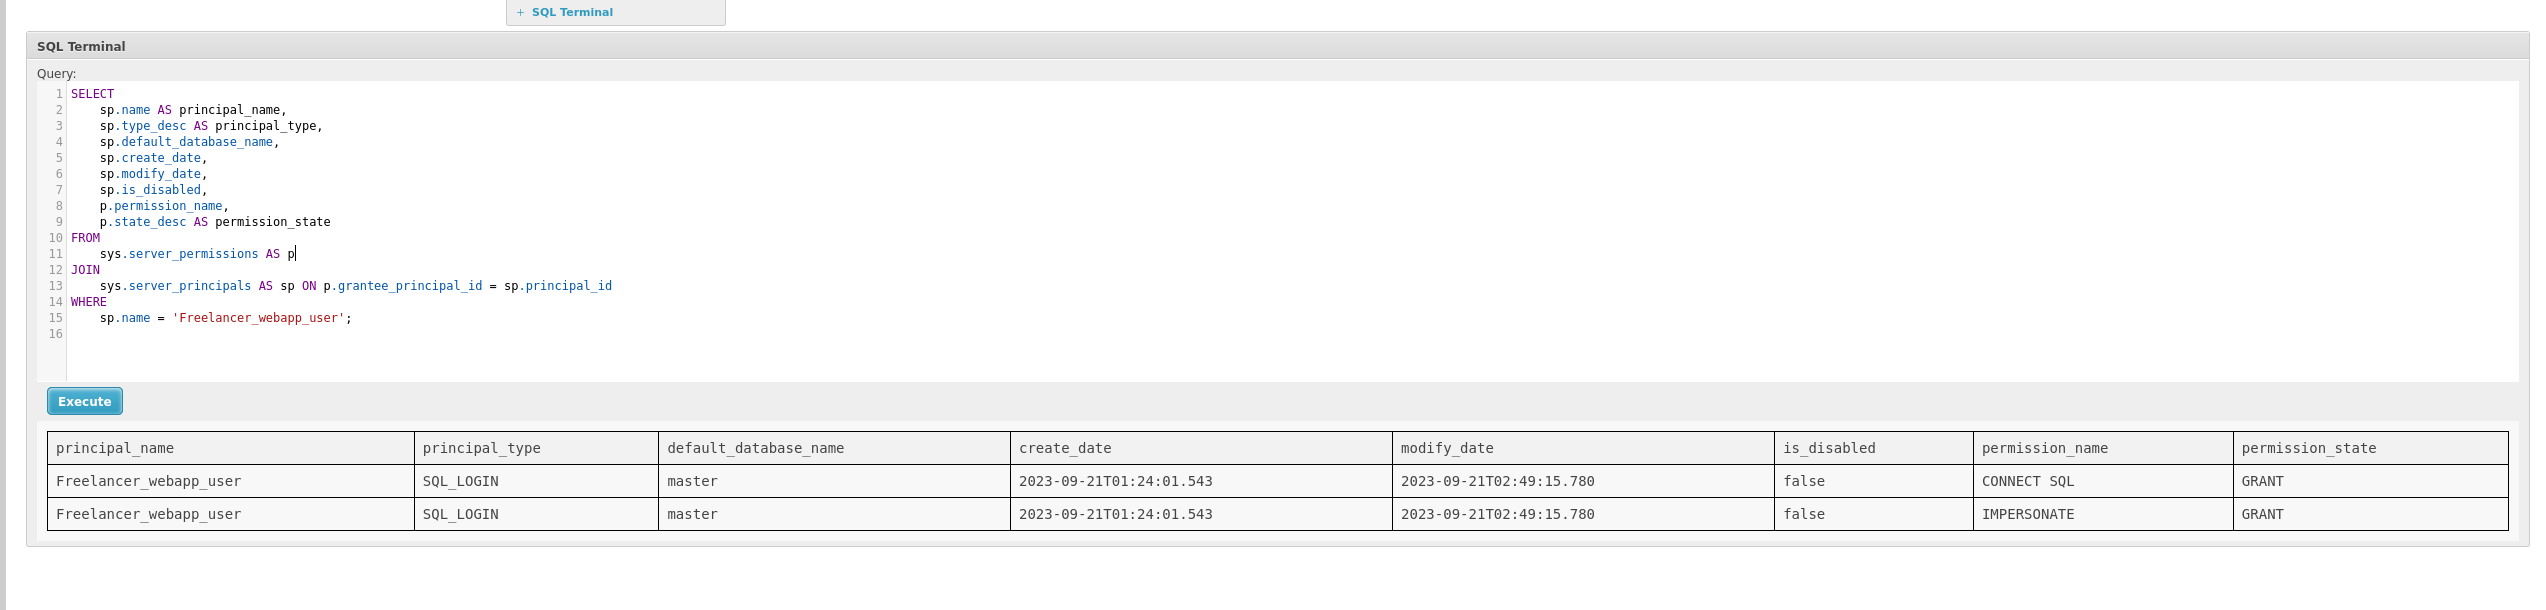 + SQL Terminal
SQL Terminal
Query:
1 SELECT
2 sp.name AS principal_name,
3 sp.type_desc AS principal_type,
4 sp.default_database_name,
5 sp.create_date,
6 sp.modify_date,
7 sp.is_disabled,
8 p.permission_name,
9 p.state_desc AS permission_state
10 FROM
11 sys.server_permissions AS p
12 JOIN
13 sys.server_principals AS sp ON p.grantee_principal_id = sp.principal_id
14 WHERE
15 sp.name = 'Freelancer_webapp_user';
16
Execute
principal_name principal_type default_database_name create_date modify_date is_disabled permission_name permission_state
Freelancer_webapp_user SQL_LOGIN master 2023-09-21T01:24:01.543 2023-09-21T02:49:15.780 false CONNECT SQL GRANT
Freelancer_webapp_user SQL_LOGIN master 2023-09-21T01:24:01.543 2023-09-21T02:49:15.780 false IMPERSONATE GRANT